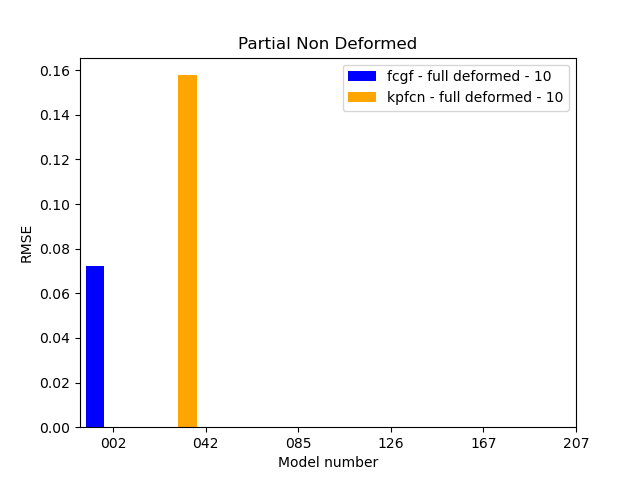 Partial Non Deformed
fcgf - full deformed - 10
kpfcn - full deformed - 10
0.16
0.14
0.12
0.10
0.08
0.06
0.04
0.02
0.00
RMSE
002 042 085 126 167 207
Model number